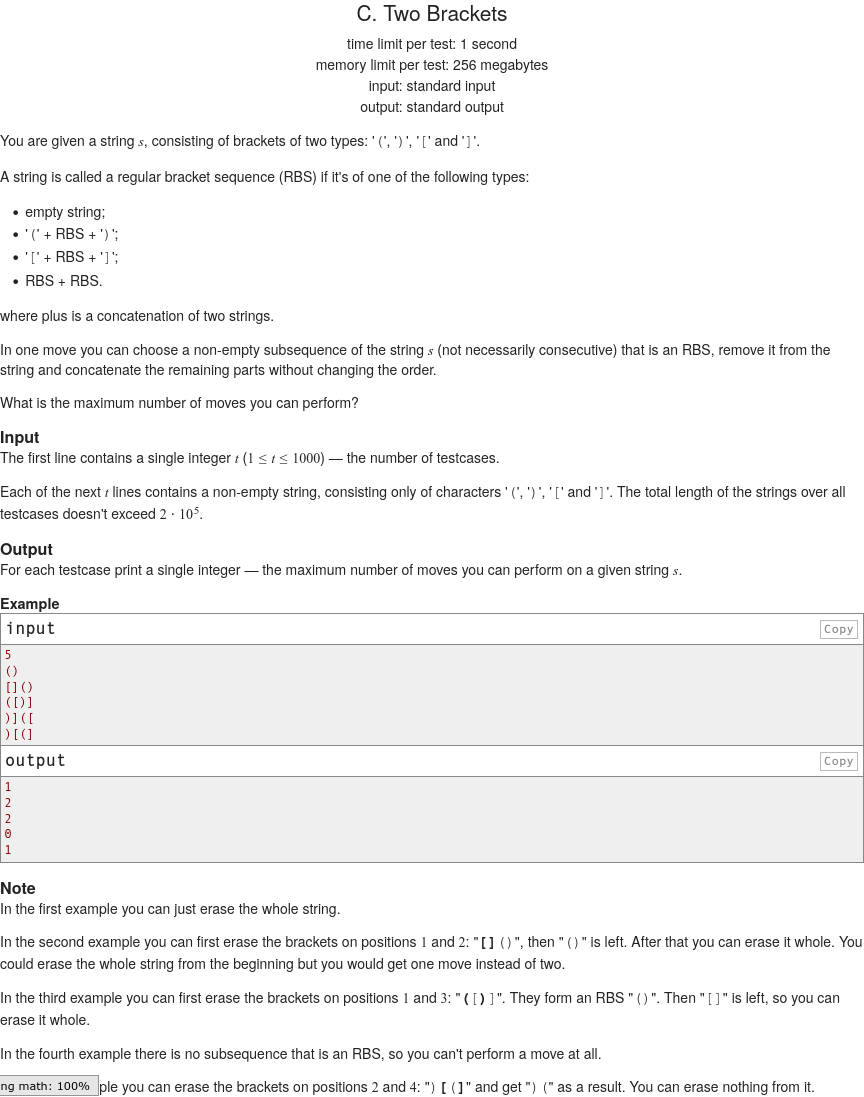 C. Two Brackets
time limit per test: 1 second
memory limit per test: 256 megabytes
input: standard input
output: standard output
You are given a string s, consisting of brackets of two types: '(', ')', '[' and ']'.
A string is called a regular bracket sequence (RBS) if it's of one of the following types:
• empty string;
• '(' + RBS + ')';
• '[' + RBS + ']';
• RBS + RBS.
where plus is a concatenation of two strings.
In one move you can choose a non-empty subsequence of the string s (not necessarily consecutive) that is an RBS, remove it from the
string and concatenate the remaining parts without changing the order.
What is the maximum number of moves you can perform?
Input
The first line contains a single integer t (1 ≤ t ≤ 1000) — the number of testcases.
Each of the next t lines contains a non-empty string, consisting only of characters '(', ')', '[' and ']'. The total length of the strings over all
testcases doesn't exceed 2 · 10⁵.
Output
For each testcase print a single integer — the maximum number of moves you can perform on a given string s.
Example
input Copy
5
()
[]()
([)]
)]([
)[(]
output Copy
1
2
2
0
1
Note
In the first example you can just erase the whole string.
In the second example you can first erase the brackets on positions 1 and 2: "[]()", then "()" is left. After that you can erase it whole. You
could erase the whole string from the beginning but you would get one move instead of two.
In the third example you can first erase the brackets on positions 1 and 3: "([)]". They form an RBS "()". Then "[]" is left, so you can
erase it whole.
In the fourth example there is no subsequence that is an RBS, so you can't perform a move at all.
ng math: 100% ple you can erase the brackets on positions 2 and 4: ")[(]" and get ")(" as a result. You can erase nothing from it.